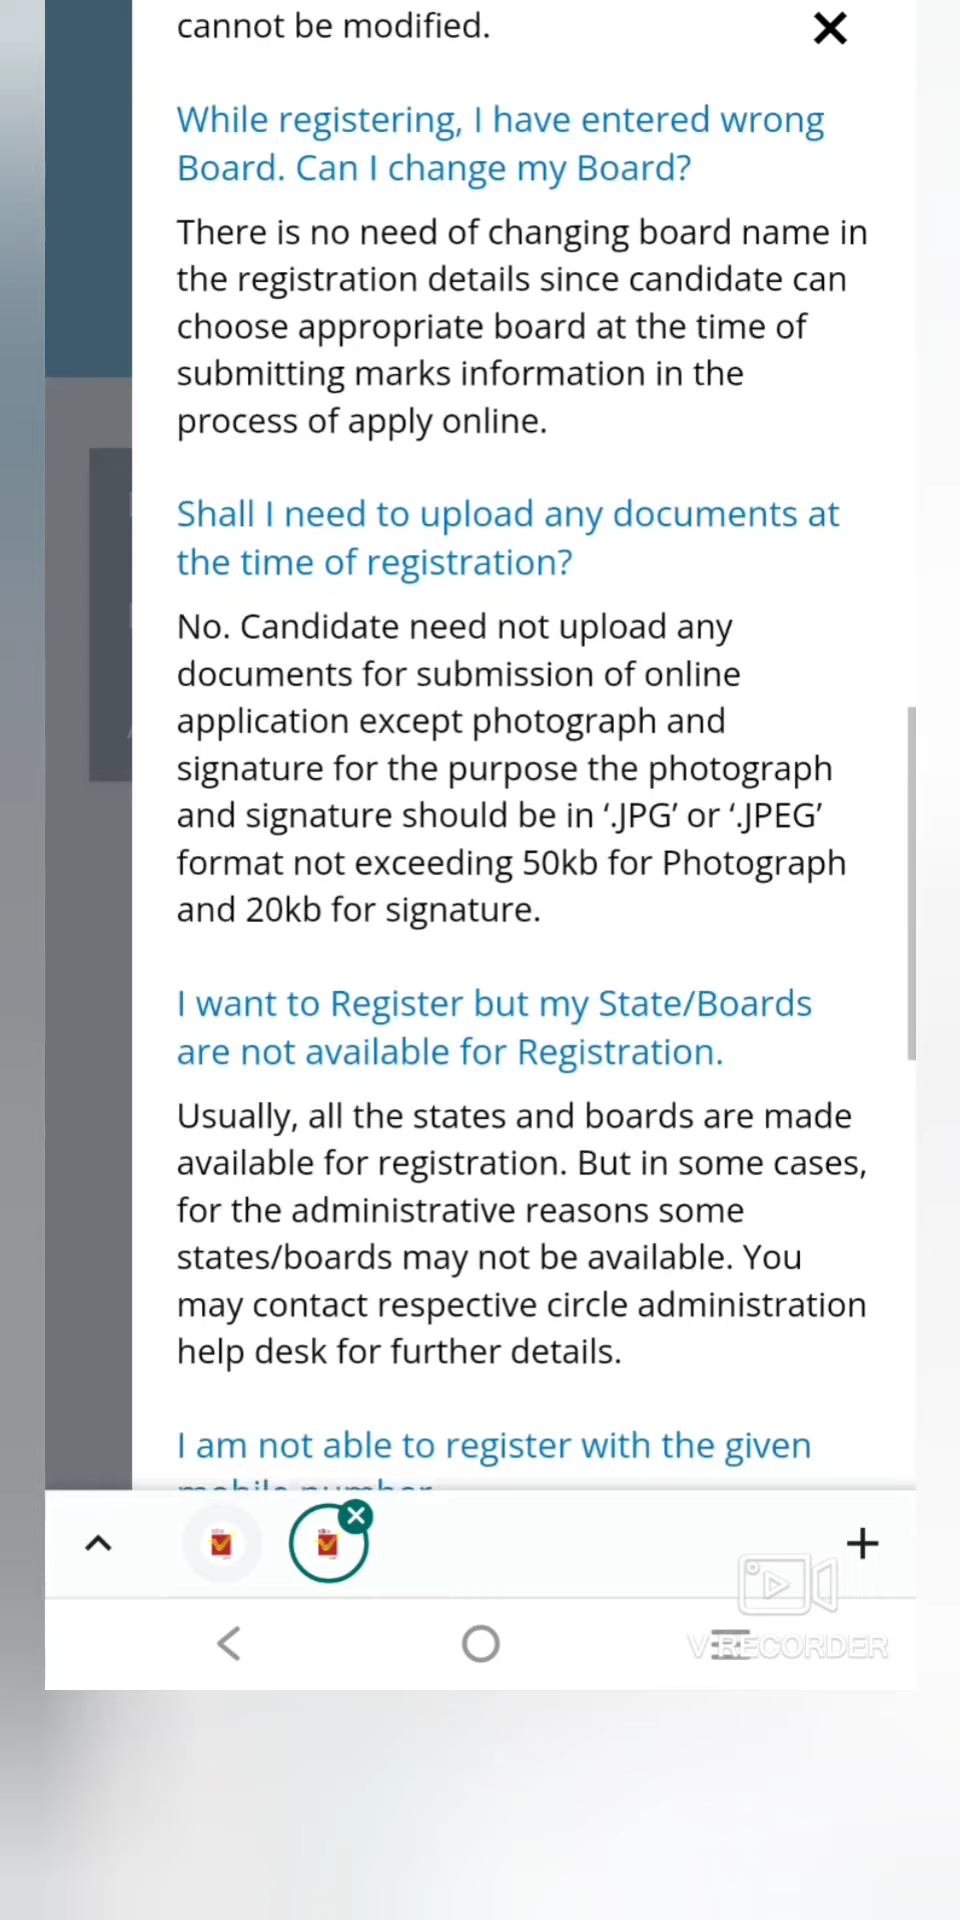 cannot be modified.
While registering, I have entered wrong
Board. Can I change my Board?
There is no need of changing board name in
the registration details since candidate can
choose appropriate board at the time of
submitting marks information in the
process of apply online.
Shall I need to upload any documents at
the time of registration?
No. Candidate need not upload any
documents for submission of online
application except photograph and
signature for the purpose the photograph
and signature should be in ‘.JPG’ or ‘.JPEG’
format not exceeding 50kb for Photograph
and 20kb for signature.
I want to Register but my State/Boards
are not available for Registration.
Usually, all the states and boards are made
available for registration. But in some cases,
for the administrative reasons some
states/boards may not be available. You
may contact respective circle administration
help desk for further details.
I am not able to register with the given
mobile number
V RECORDER